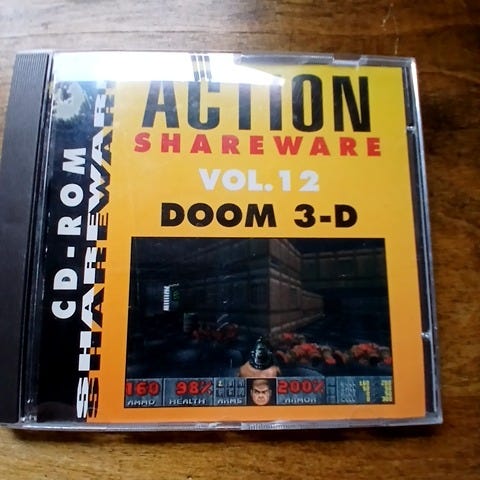 ACTION
SHAREWARE
VOL.12
DOOM 3-D
CD-ROM
SHAREWARE
160 98% 200%
AMMO HEALTH ARMS ARMOR